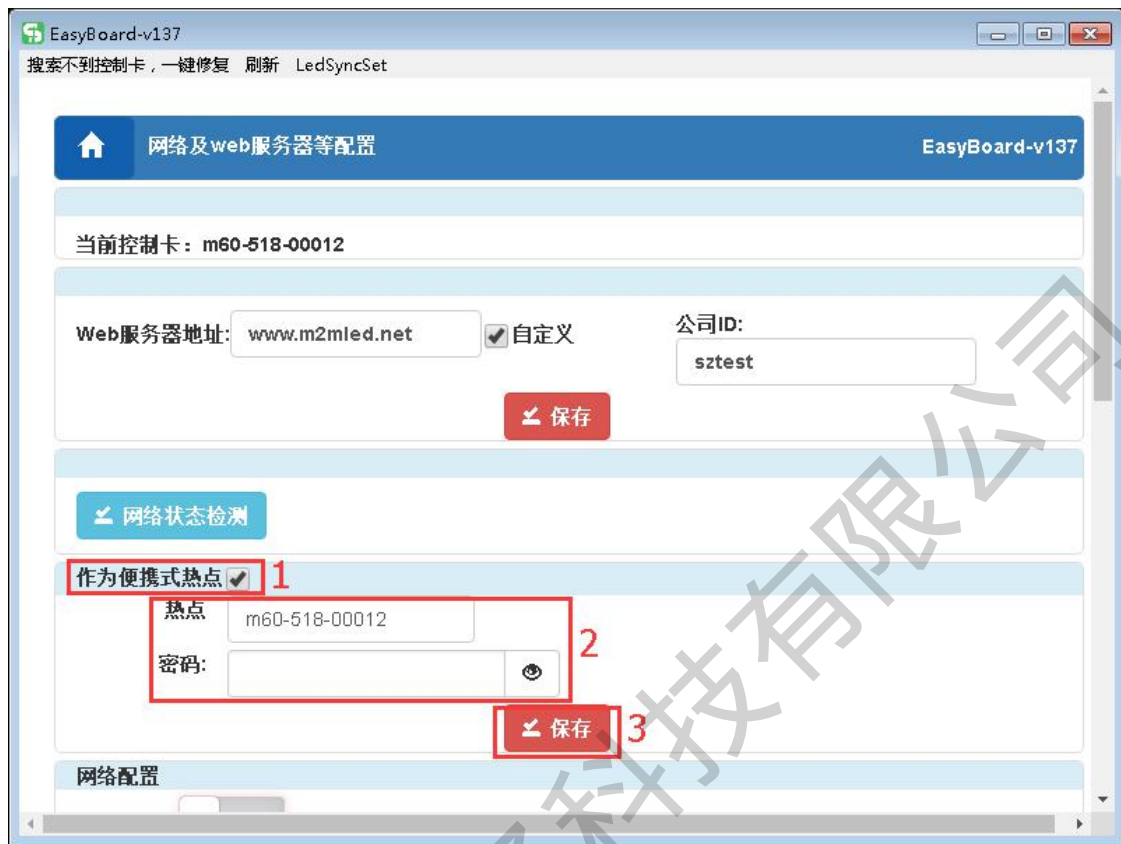 EasyBoard-v137
搜索不到控制卡，一键修复 刷新 LedSyncSet
网络及web服务器等配置 EasyBoard-v137
当前控制卡：m60-518-00012
Web服务器地址: www.m2mled.net 自定义 公司ID:
sztest
保存
网络状态检测
作为便携式热点 1
热点 m60-518-00012
2
密码:
保存 3
网络配置
科技有限公司